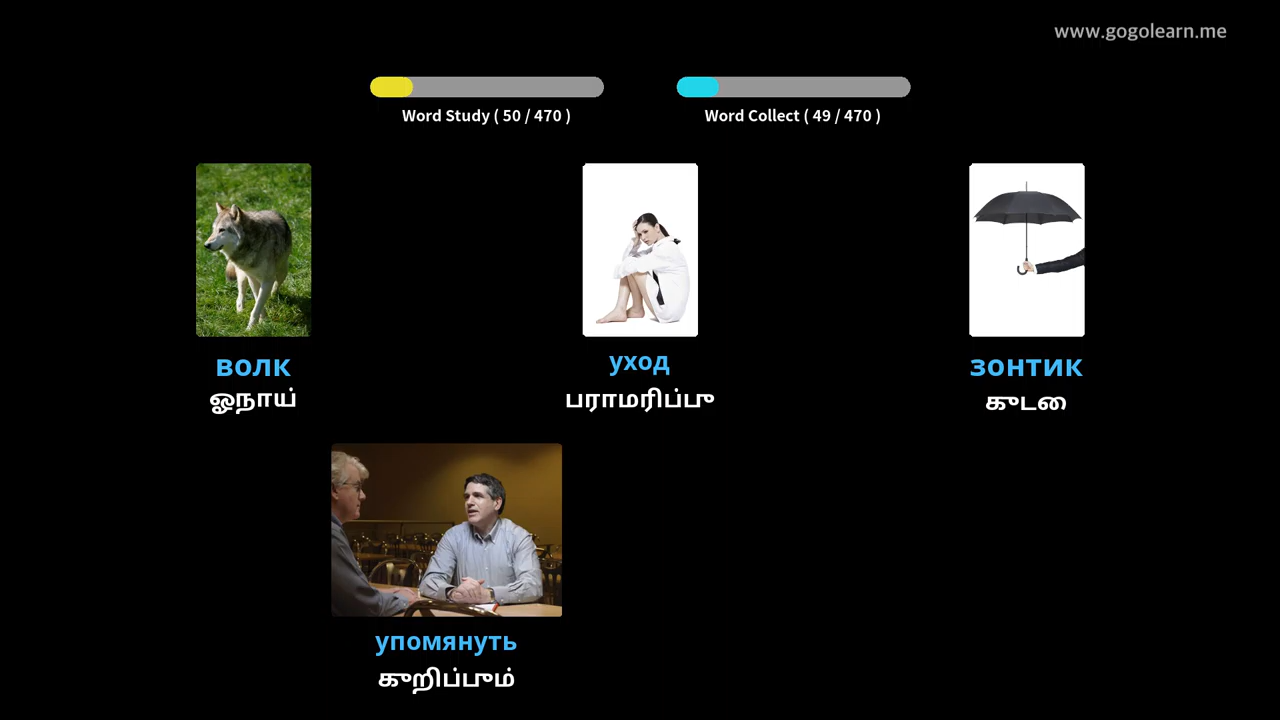 www.gogolearn.me
Word Study ( 50 / 470 )
Word Collect ( 49 / 470 )
волк
ஓநாய்
уход
பராமரிப்பு
зонтик
குடை
упомянуть
குறிப்பும்